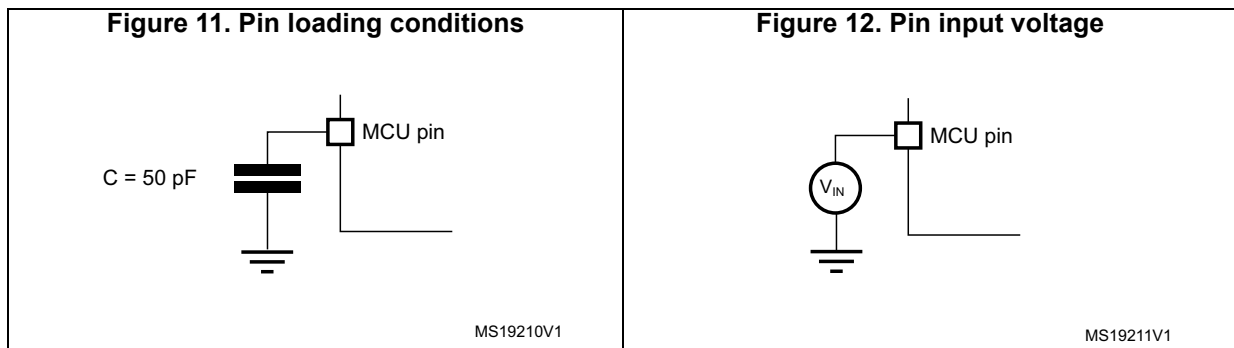 Figure 11. Pin loading conditions
MCU pin
C = 50 pF
MS19210V1
Figure 12. Pin input voltage
MCU pin
VIN
MS19211V1